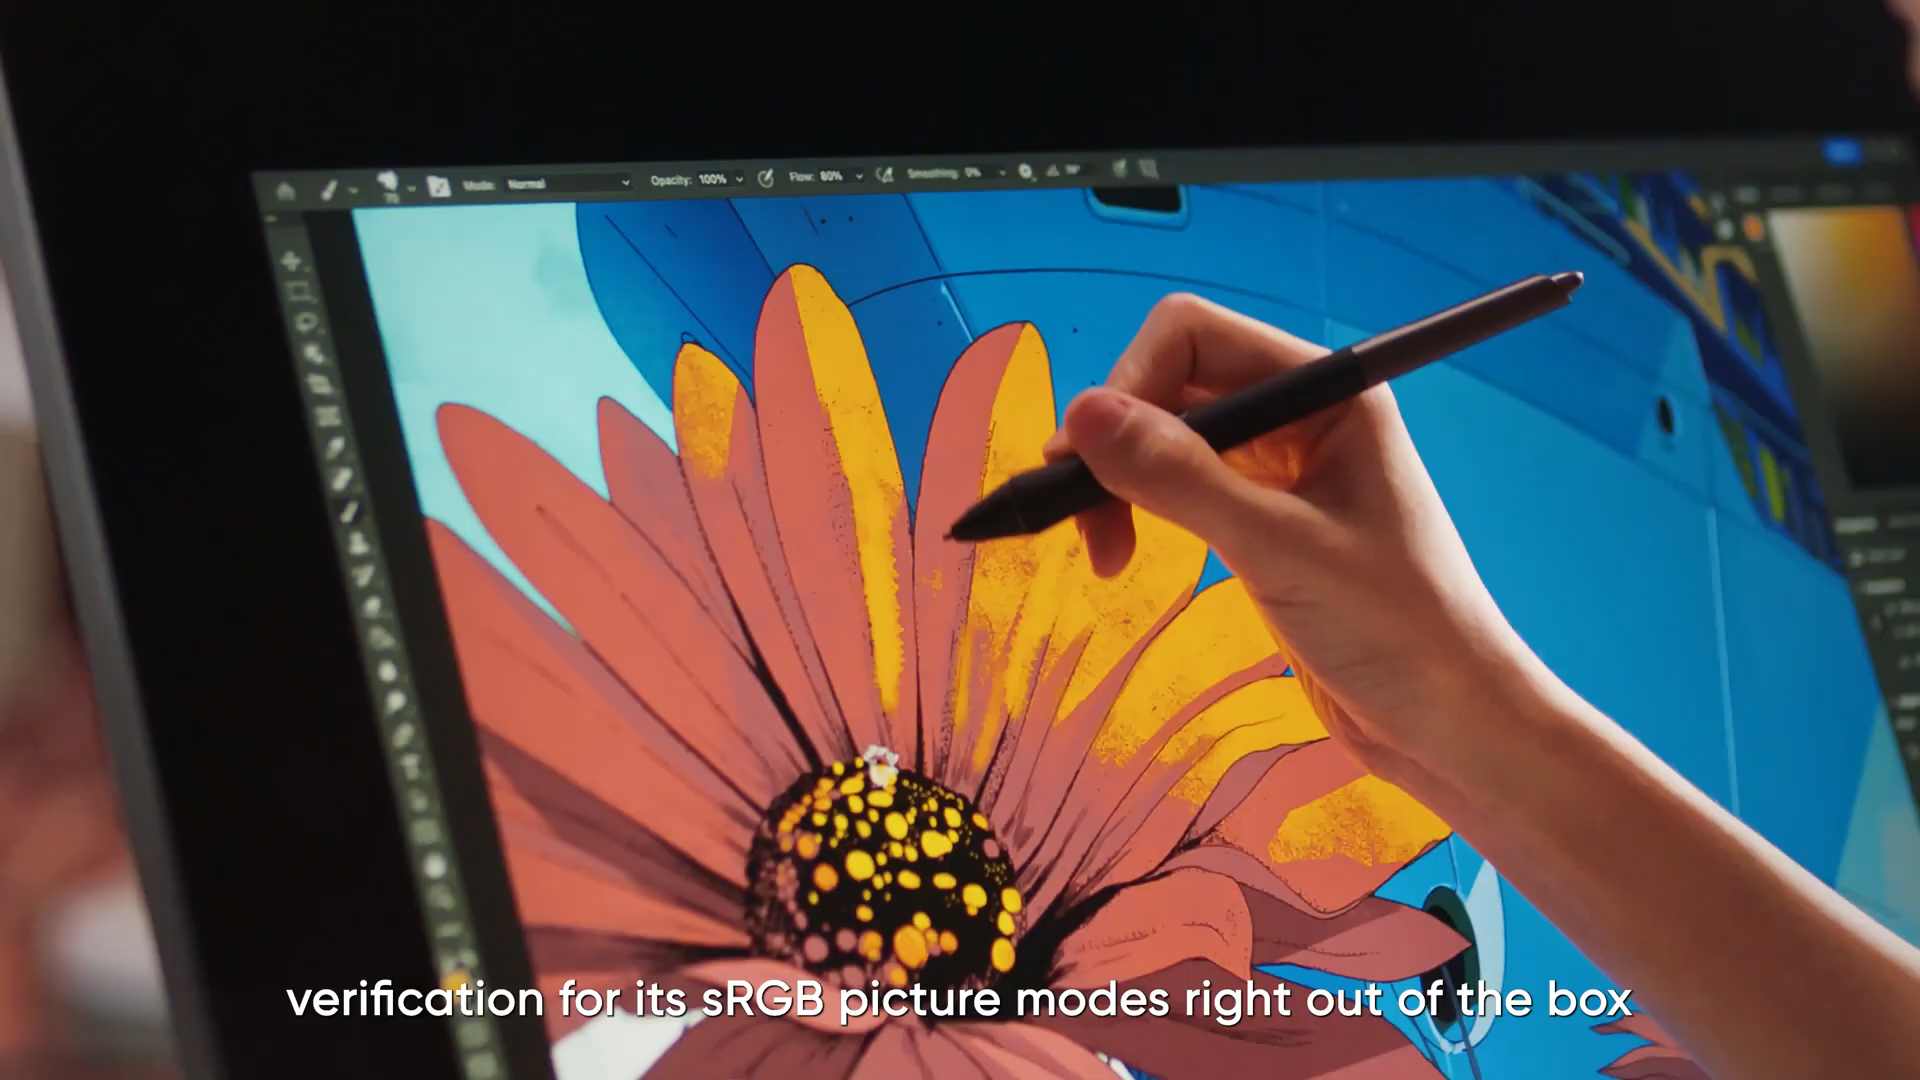 Mode: Normal Opacity: 100% Flow: 80% Smoothing: 0%
verification for its sRGB picture modes right out of the box